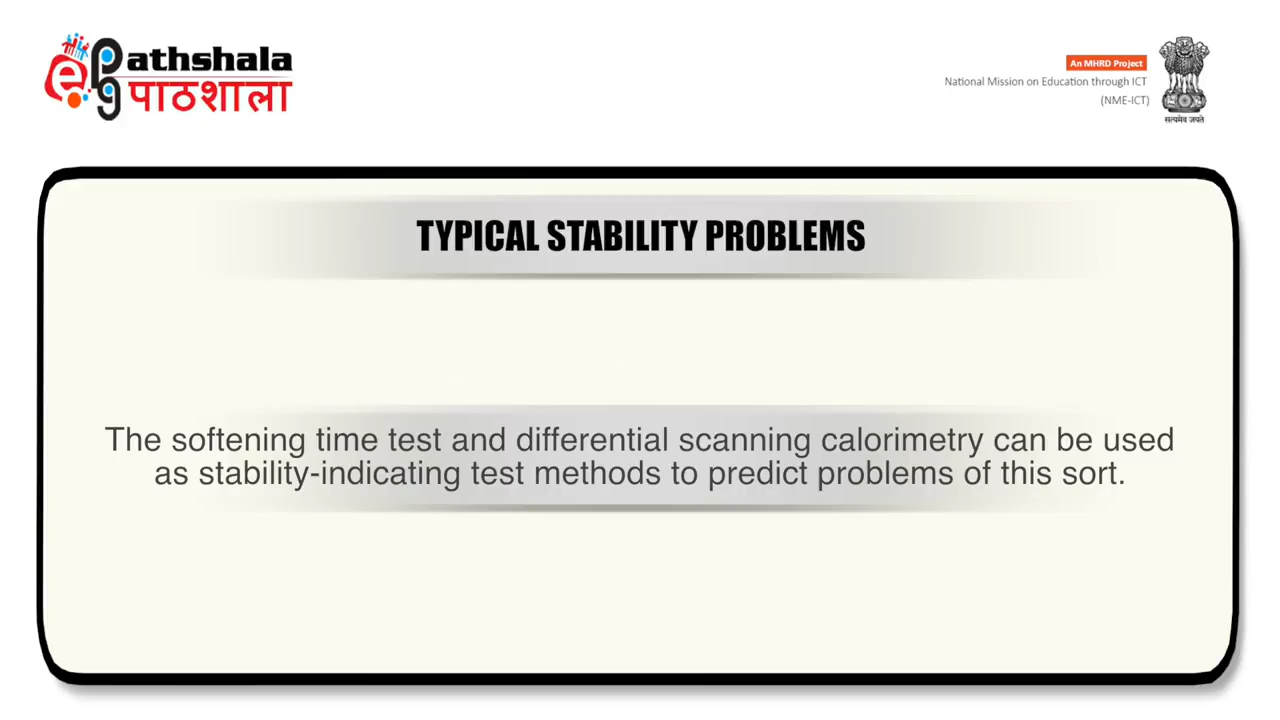 ePg Pathshala
पाठशाला
An MHRD Project
National Mission on Education through ICT
(NME-ICT)
सत्यमेव जयते
TYPICAL STABILITY PROBLEMS
The softening time test and differential scanning calorimetry can be used
as stability-indicating test methods to predict problems of this sort.